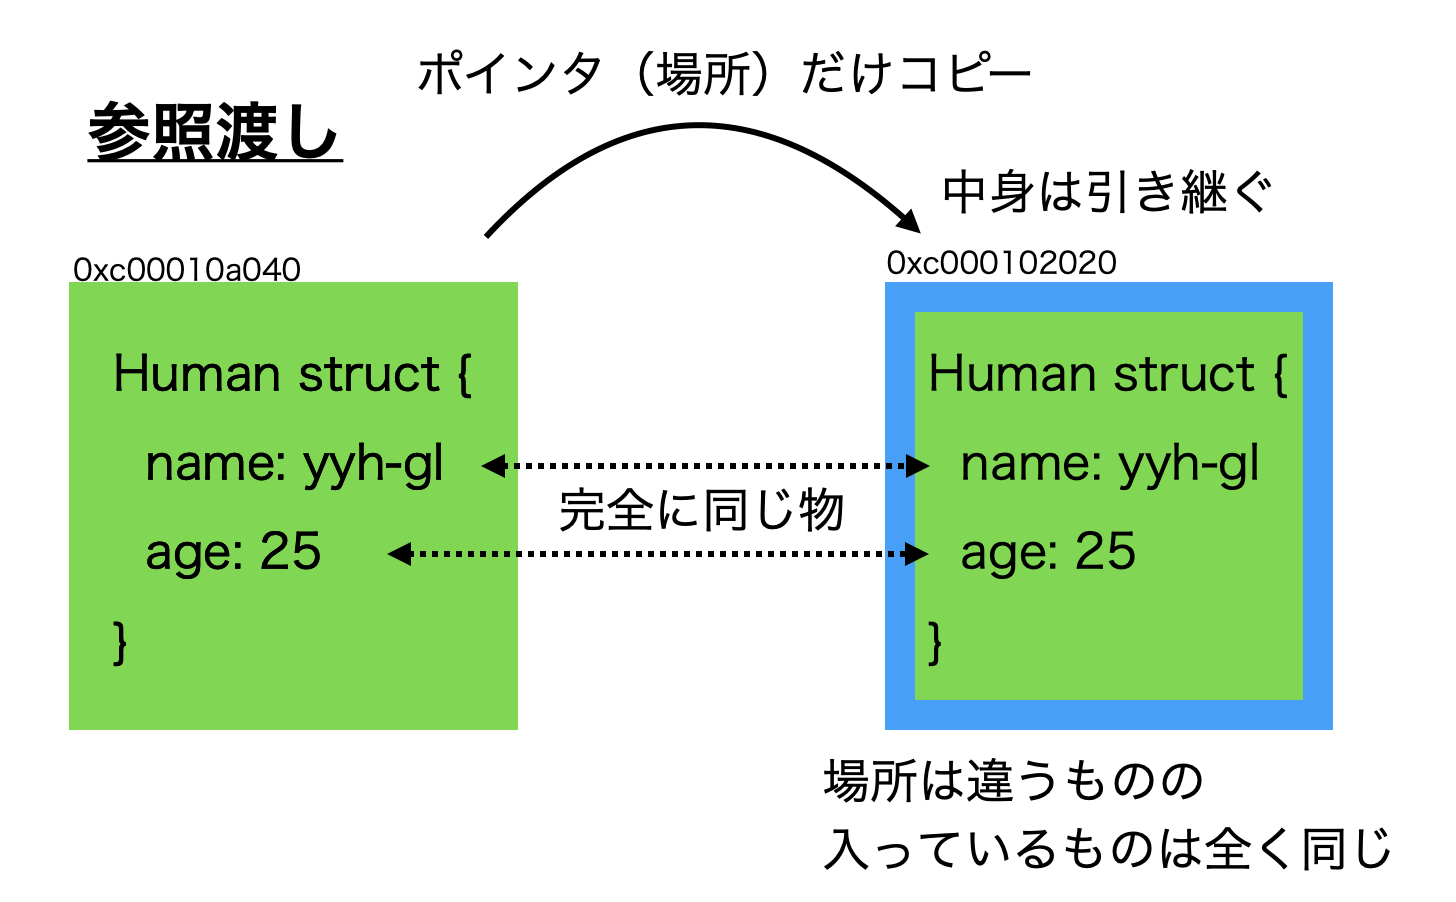 ポインタ（場所）だけコピー
参照渡し
中身は引き継ぐ
0xc00010a040
0xc000102020
Human struct {
name: yyh-gl
age: 25
}
完全に同じ物
Human struct {
name: yyh-gl
age: 25
}
場所は違うものの
入っているものは全く同じ